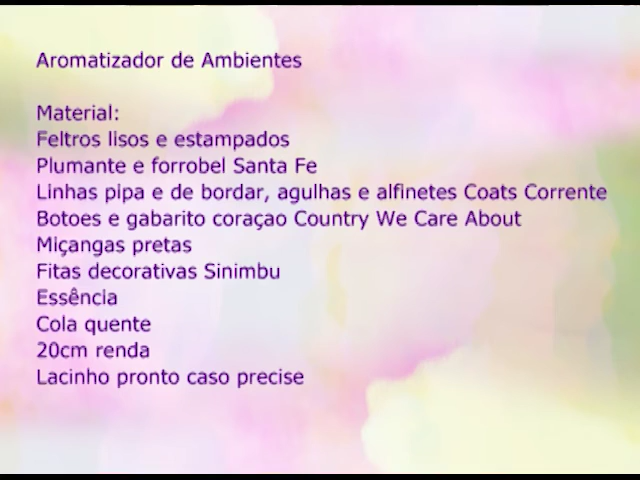 Aromatizador de Ambientes
Material:
Feltros lisos e estampados
Plumante e forrobel Santa Fe
Linhas pipa e de bordar, agulhas e alfinetes Coats Corrente
Botoes e gabarito coraçao Country We Care About
Miçangas pretas
Fitas decorativas Sinimbu
Essência
Cola quente
20cm renda
Lacinho pronto caso precise